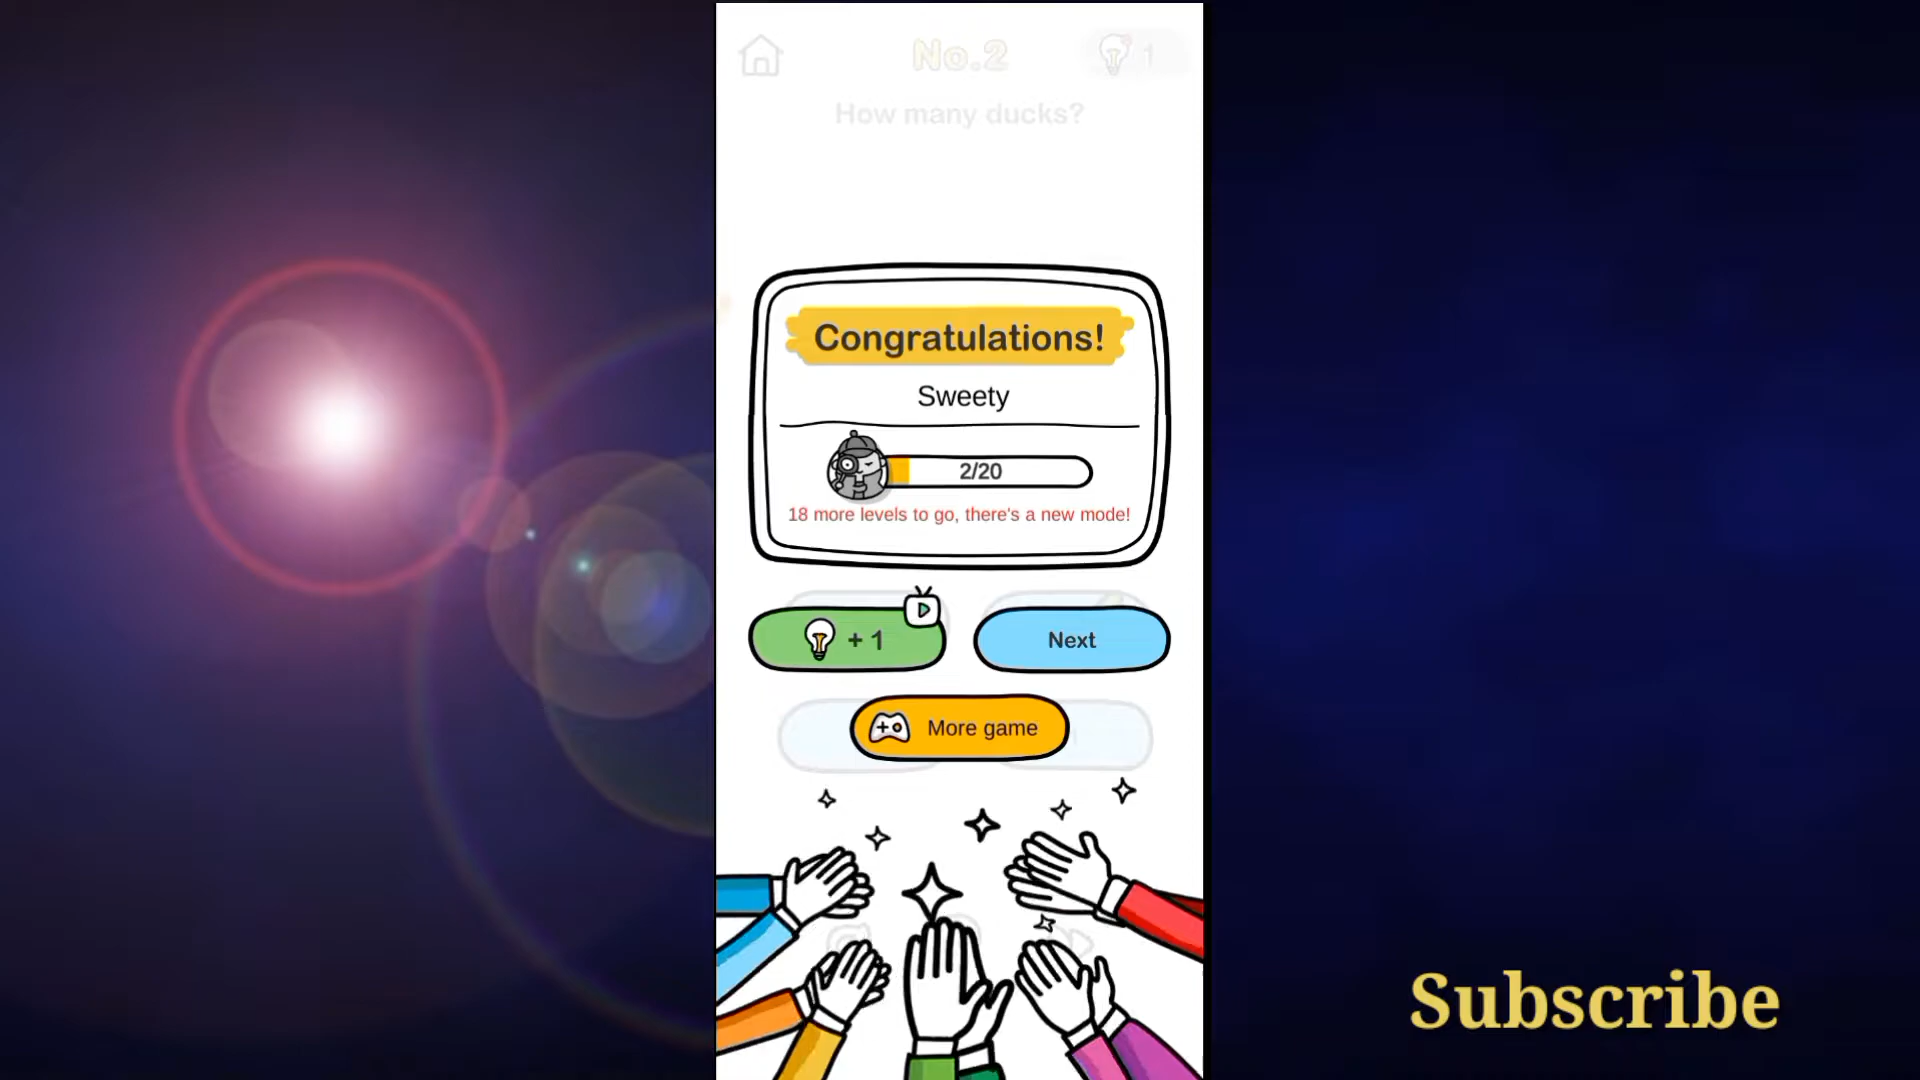 No.2
1
How many ducks?
Congratulations!
Sweety
2/20
18 more levels to go, there's a new mode!
+ 1
Next
More game
Subscribe